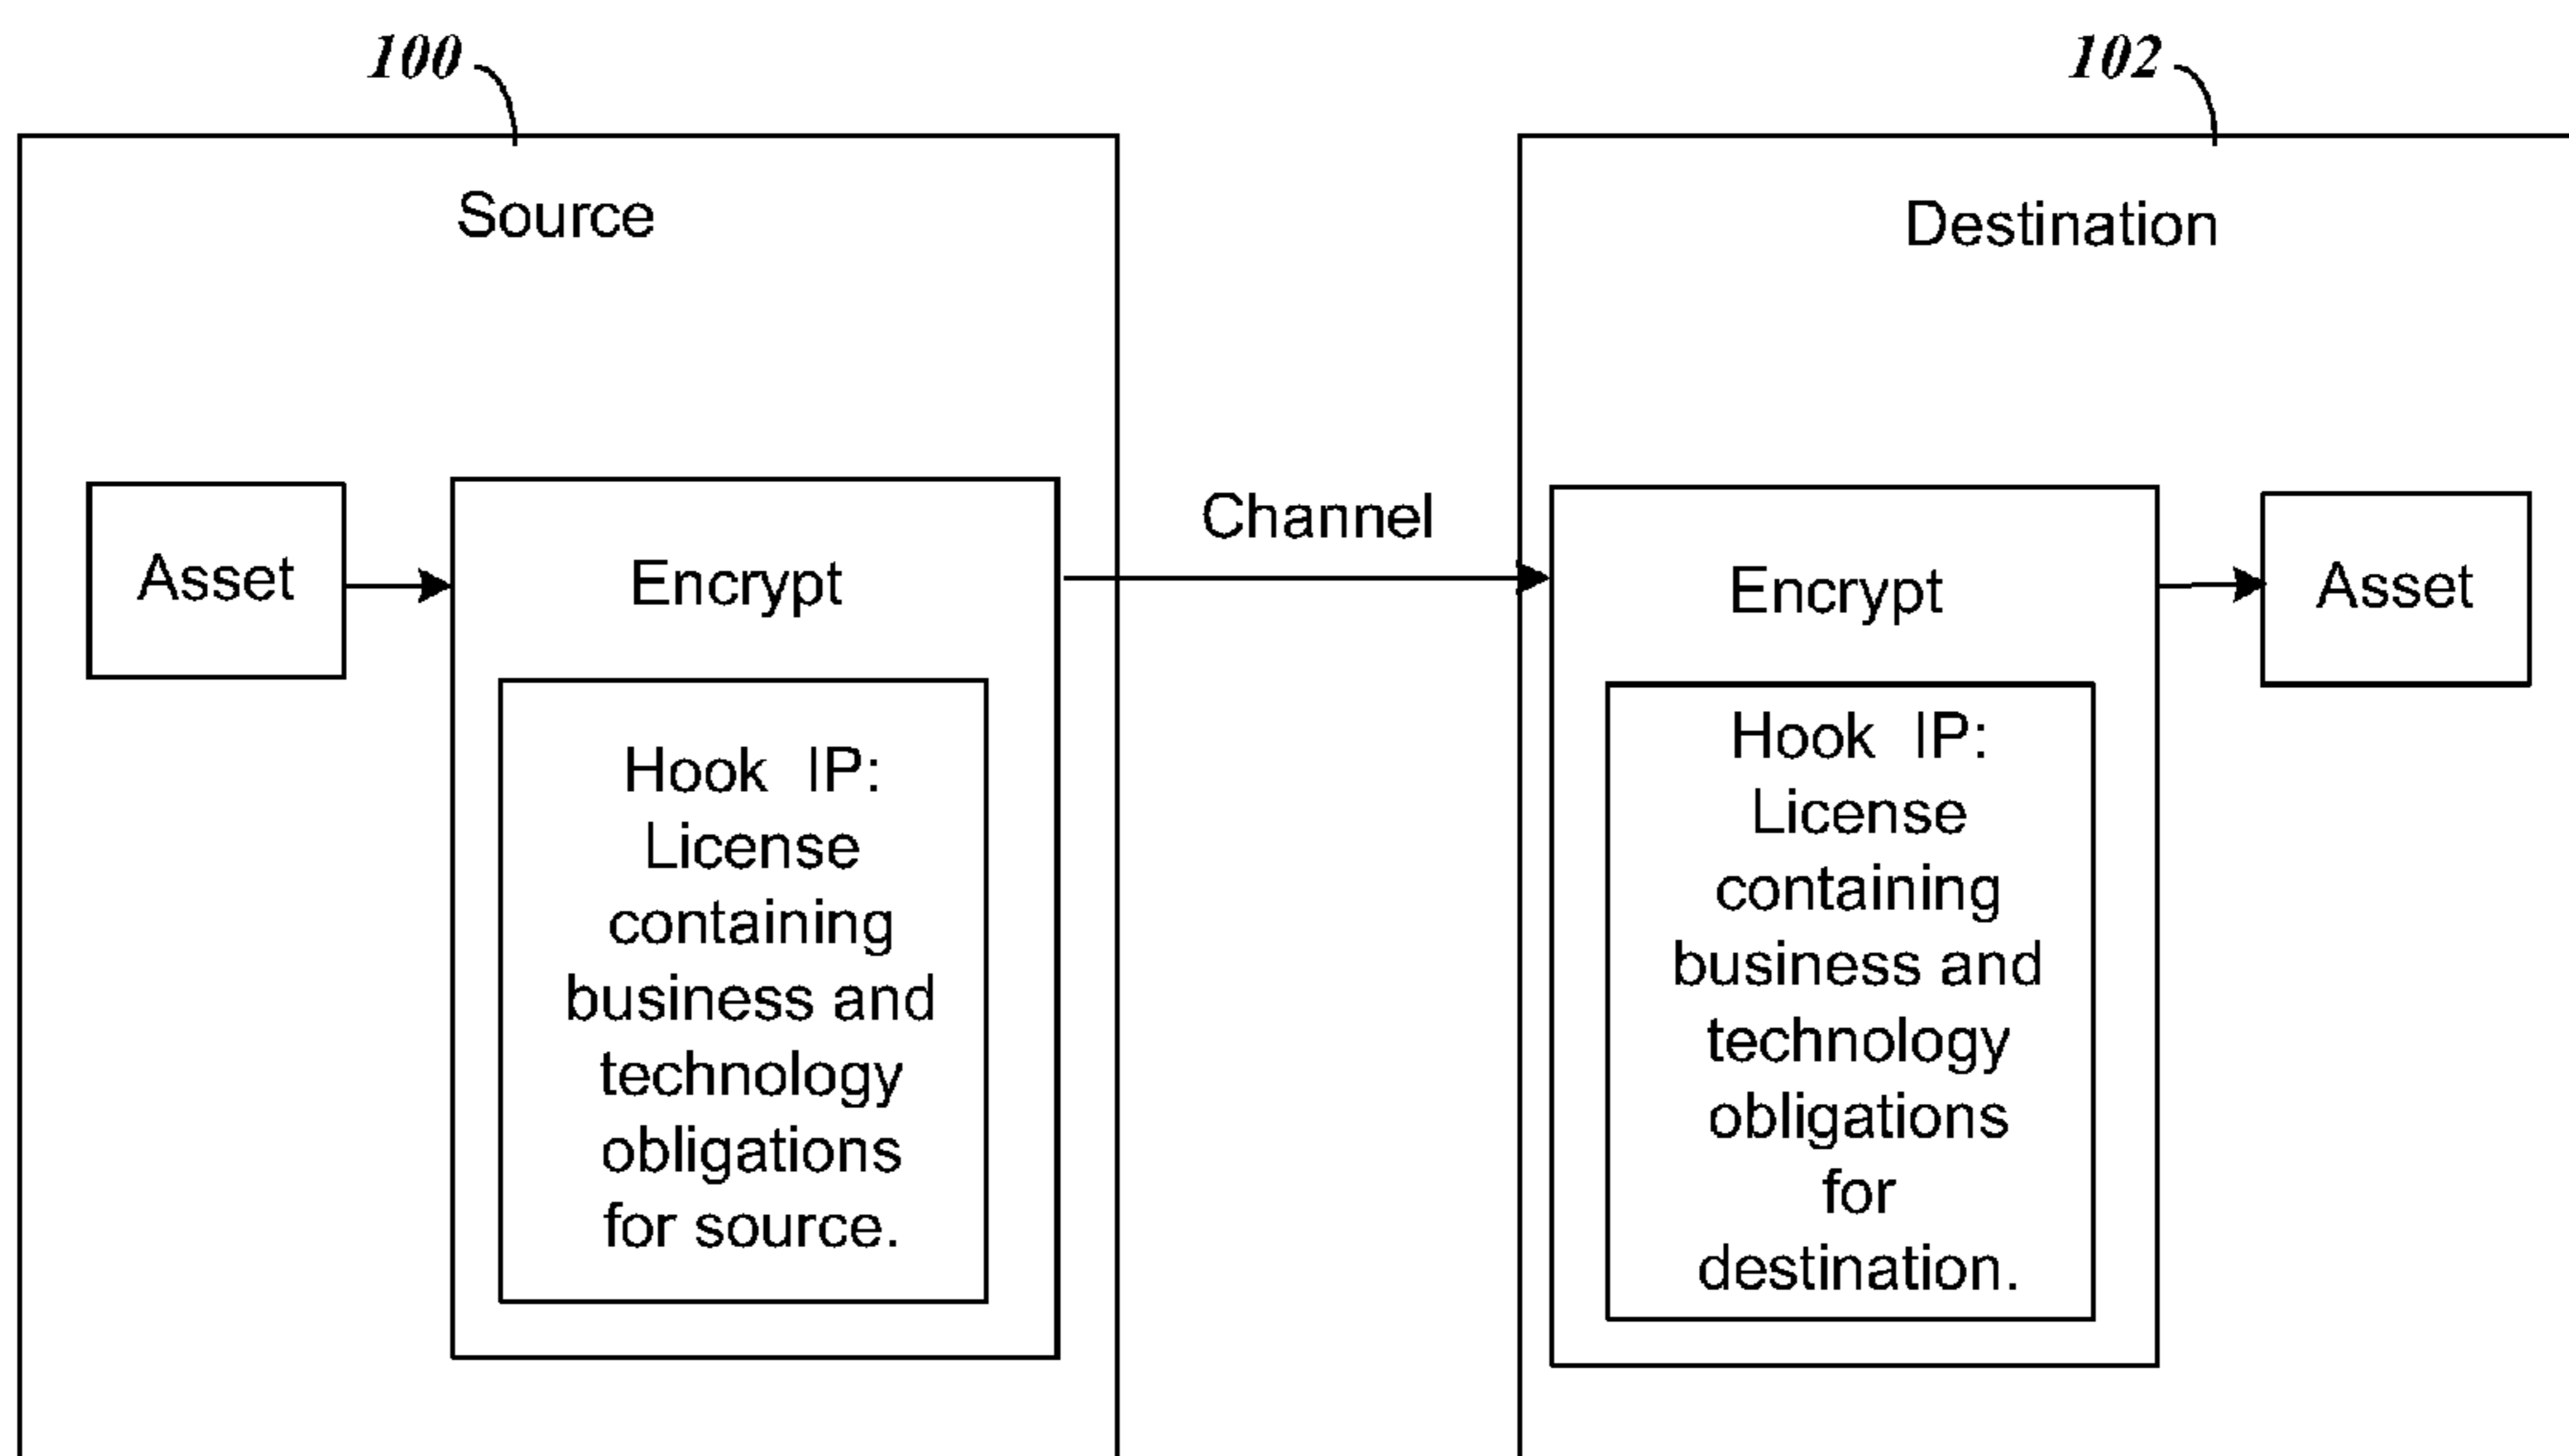 100
Source
Asset
Encrypt
Hook IP:
License
containing
business and
technology
obligations
for source.
Channel
102
Destination
Encrypt
Hook IP:
License
containing
business and
technology
obligations
for
destination.
Asset